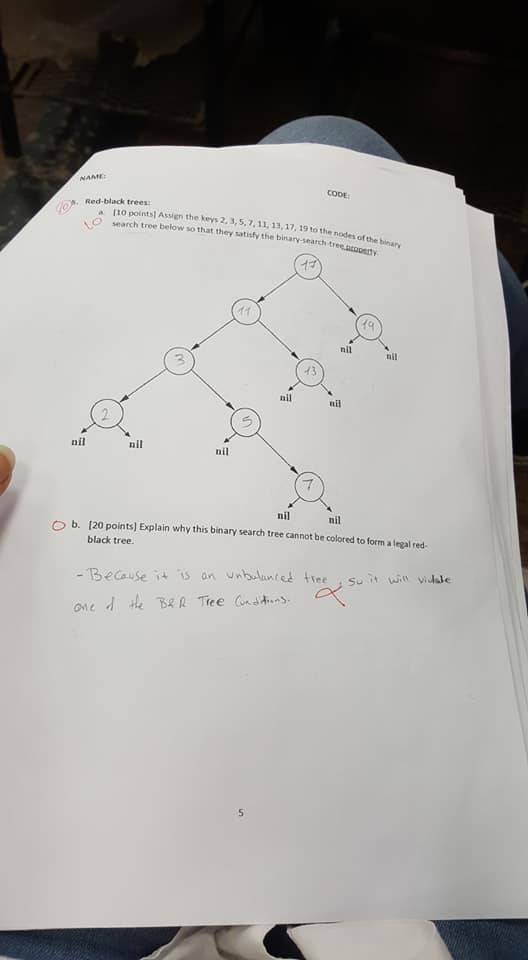 NAME:
CODE:
10 8. Red-black trees:
10 a. [10 points] Assign the keys 2, 3, 5, 7, 11, 13, 17, 19 to the nodes of the binary
search tree below so that they satisfy the binary-search-tree property.
17
11
19
nil
nil
3
13
nil
nil
2
5
nil
nil
nil
7
nil
nil
0 b. [20 points] Explain why this binary search tree cannot be colored to form a legal red-
black tree.
- Because it is an unbalanced tree, so it will violate
one of the B&R Tree Conditions.
5